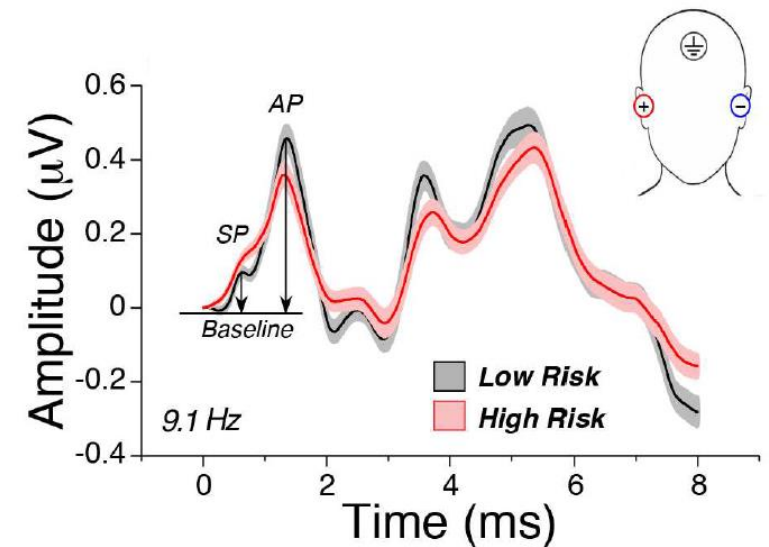 Amplitude (μV)
0.6
0.4
0.2
0
-0.2
-0.4
AP
SP
Baseline
+
−
Low Risk
High Risk
9.1 Hz
0
2
4
6
8
Time (ms)